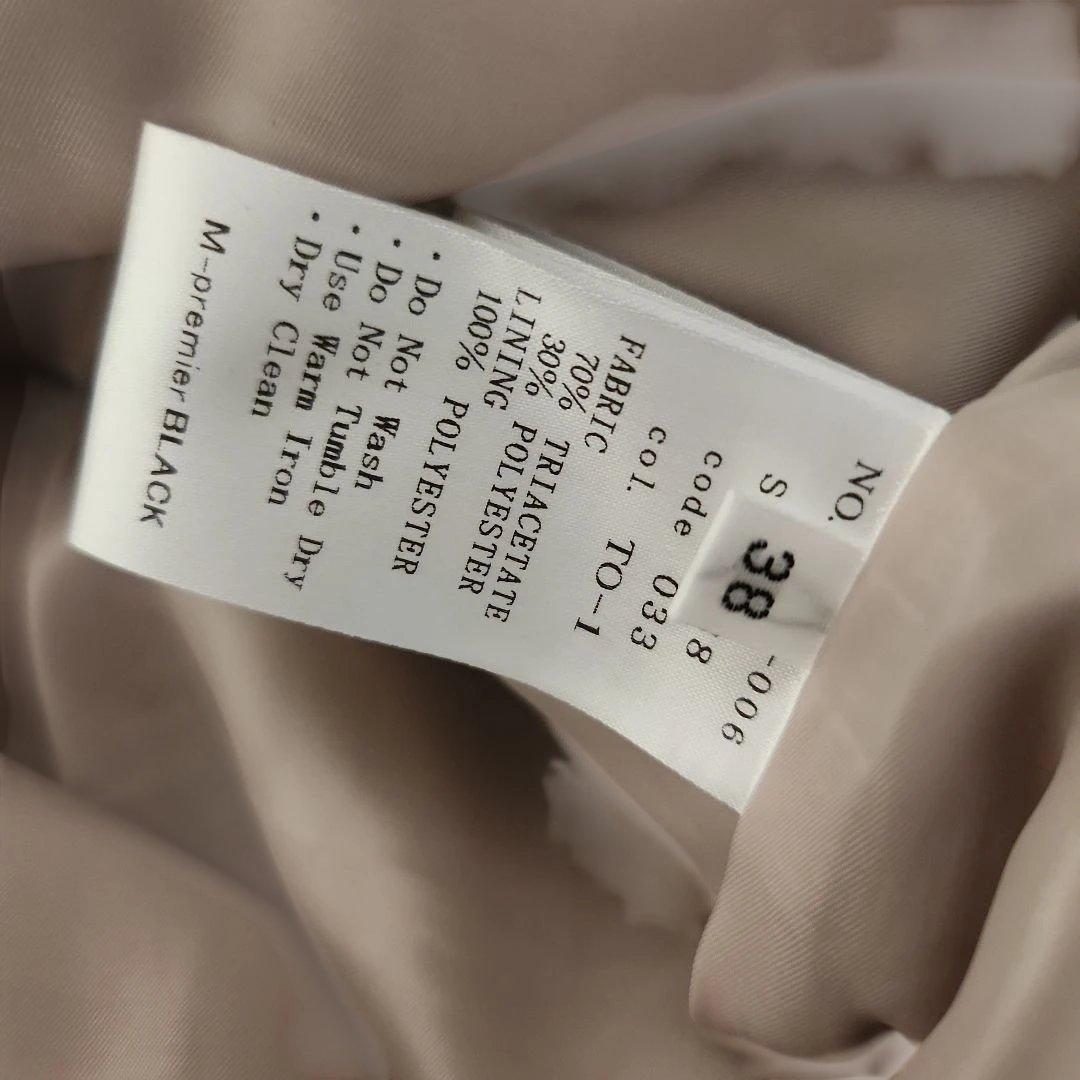 NO. -006
38
S 8
code 033
col. TO-1
FABRIC
70% TRIACETATE
30% POLYESTER
LINING
100% POLYESTER
・Do Not Wash
・Do Not Tumble Dry
・Use Warm Iron
・Dry Clean
M-premier BLACK